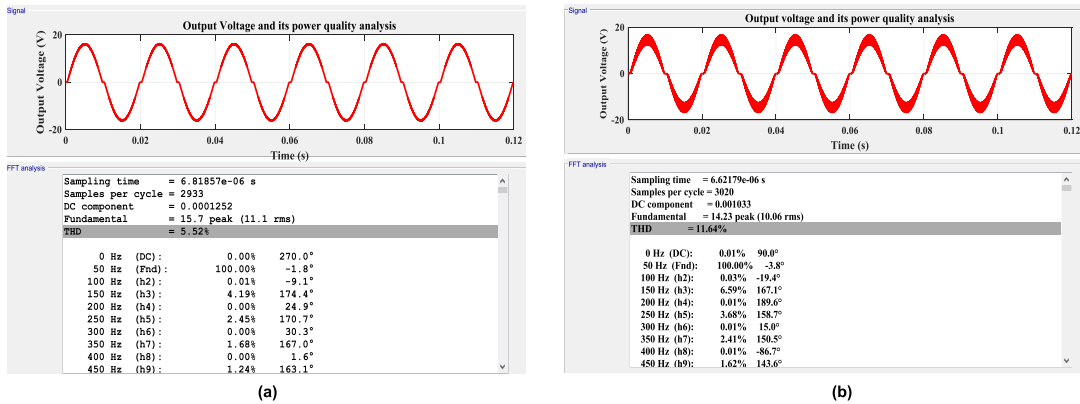 Signal
Output Voltage and its power quality analysis
Output Voltage (V)
20
0
-20
0
0.02
0.04
0.06
0.08
0.1
0.12
Time (s)
FFT analysis
Sampling time = 6.81857e-06 s
Samples per cycle = 2933
DC component = 0.0001252
Fundamental = 15.7 peak (11.1 rms)
THD = 5.52%
0 Hz (DC): 0.00% 270.0°
50 Hz (Fnd): 100.00% -1.8°
100 Hz (h2): 0.01% -9.1°
150 Hz (h3): 4.19% 174.4°
200 Hz (h4): 0.00% 24.9°
250 Hz (h5): 2.45% 170.7°
300 Hz (h6): 0.00% 30.3°
350 Hz (h7): 1.68% 167.0°
400 Hz (h8): 0.00% 1.6°
450 Hz (h9): 1.24% 163.1°
(a)
Signal
Output voltage and its power quality analysis
Output Voltage (V)
20
0
-20
0
0.02
0.04
0.06
0.08
0.1
0.12
Time (s)
FFT analysis
Sampling time = 6.62179e-06 s
Samples per cycle = 3020
DC component = 0.001033
Fundamental = 14.23 peak (10.06 rms)
THD = 11.64%
0 Hz (DC): 0.01% 90.0°
50 Hz (Fnd): 100.00% -3.8°
100 Hz (h2): 0.03% -19.4°
150 Hz (h3): 6.59% 167.1°
200 Hz (h4): 0.01% 189.6°
250 Hz (h5): 3.68% 158.7°
300 Hz (h6): 0.01% 15.0°
350 Hz (h7): 2.41% 150.5°
400 Hz (h8): 0.01% -86.7°
450 Hz (h9): 1.62% 143.6°
(b)